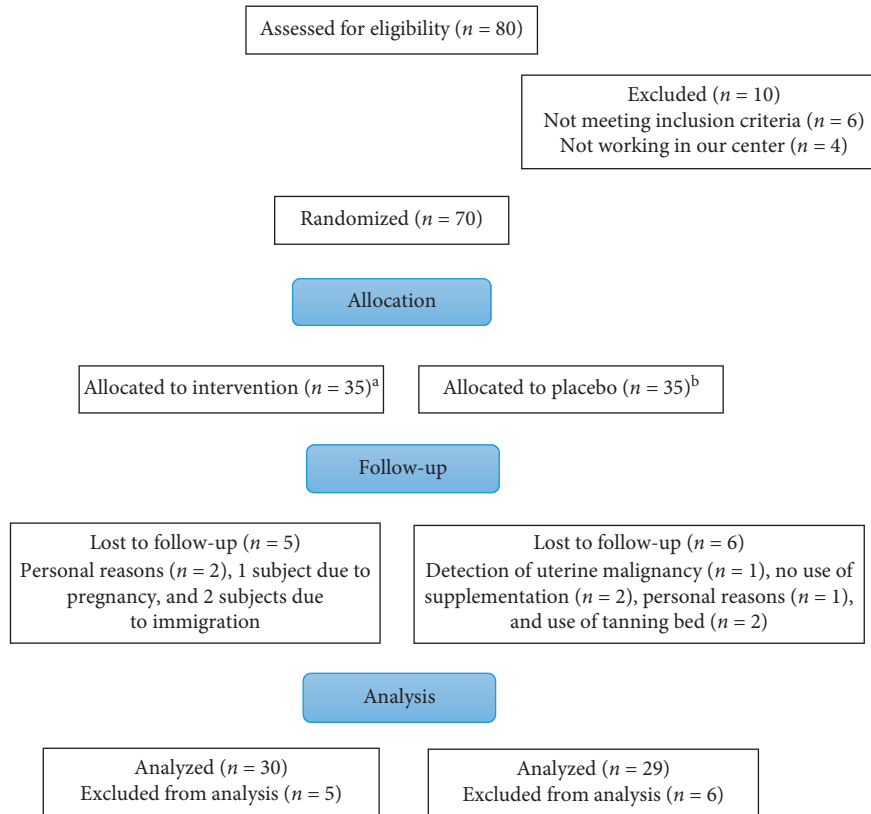 Assessed for eligibility (n = 80)
Excluded (n = 10)
Not meeting inclusion criteria (n = 6)
Not working in our center (n = 4)
Randomized (n = 70)
Allocation
Allocated to intervention (n = 35)a
Allocated to placebo (n = 35)b
Follow-up
Lost to follow-up (n = 5)
Personal reasons (n = 2), 1 subject due to
pregnancy, and 2 subjects due
to immigration
Lost to follow-up (n = 6)
Detection of uterine malignancy (n = 1), no use of
supplementation (n = 2), personal reasons (n = 1),
and use of tanning bed (n = 2)
Analysis
Analyzed (n = 30)
Excluded from analysis (n = 5)
Analyzed (n = 29)
Excluded from analysis (n = 6)